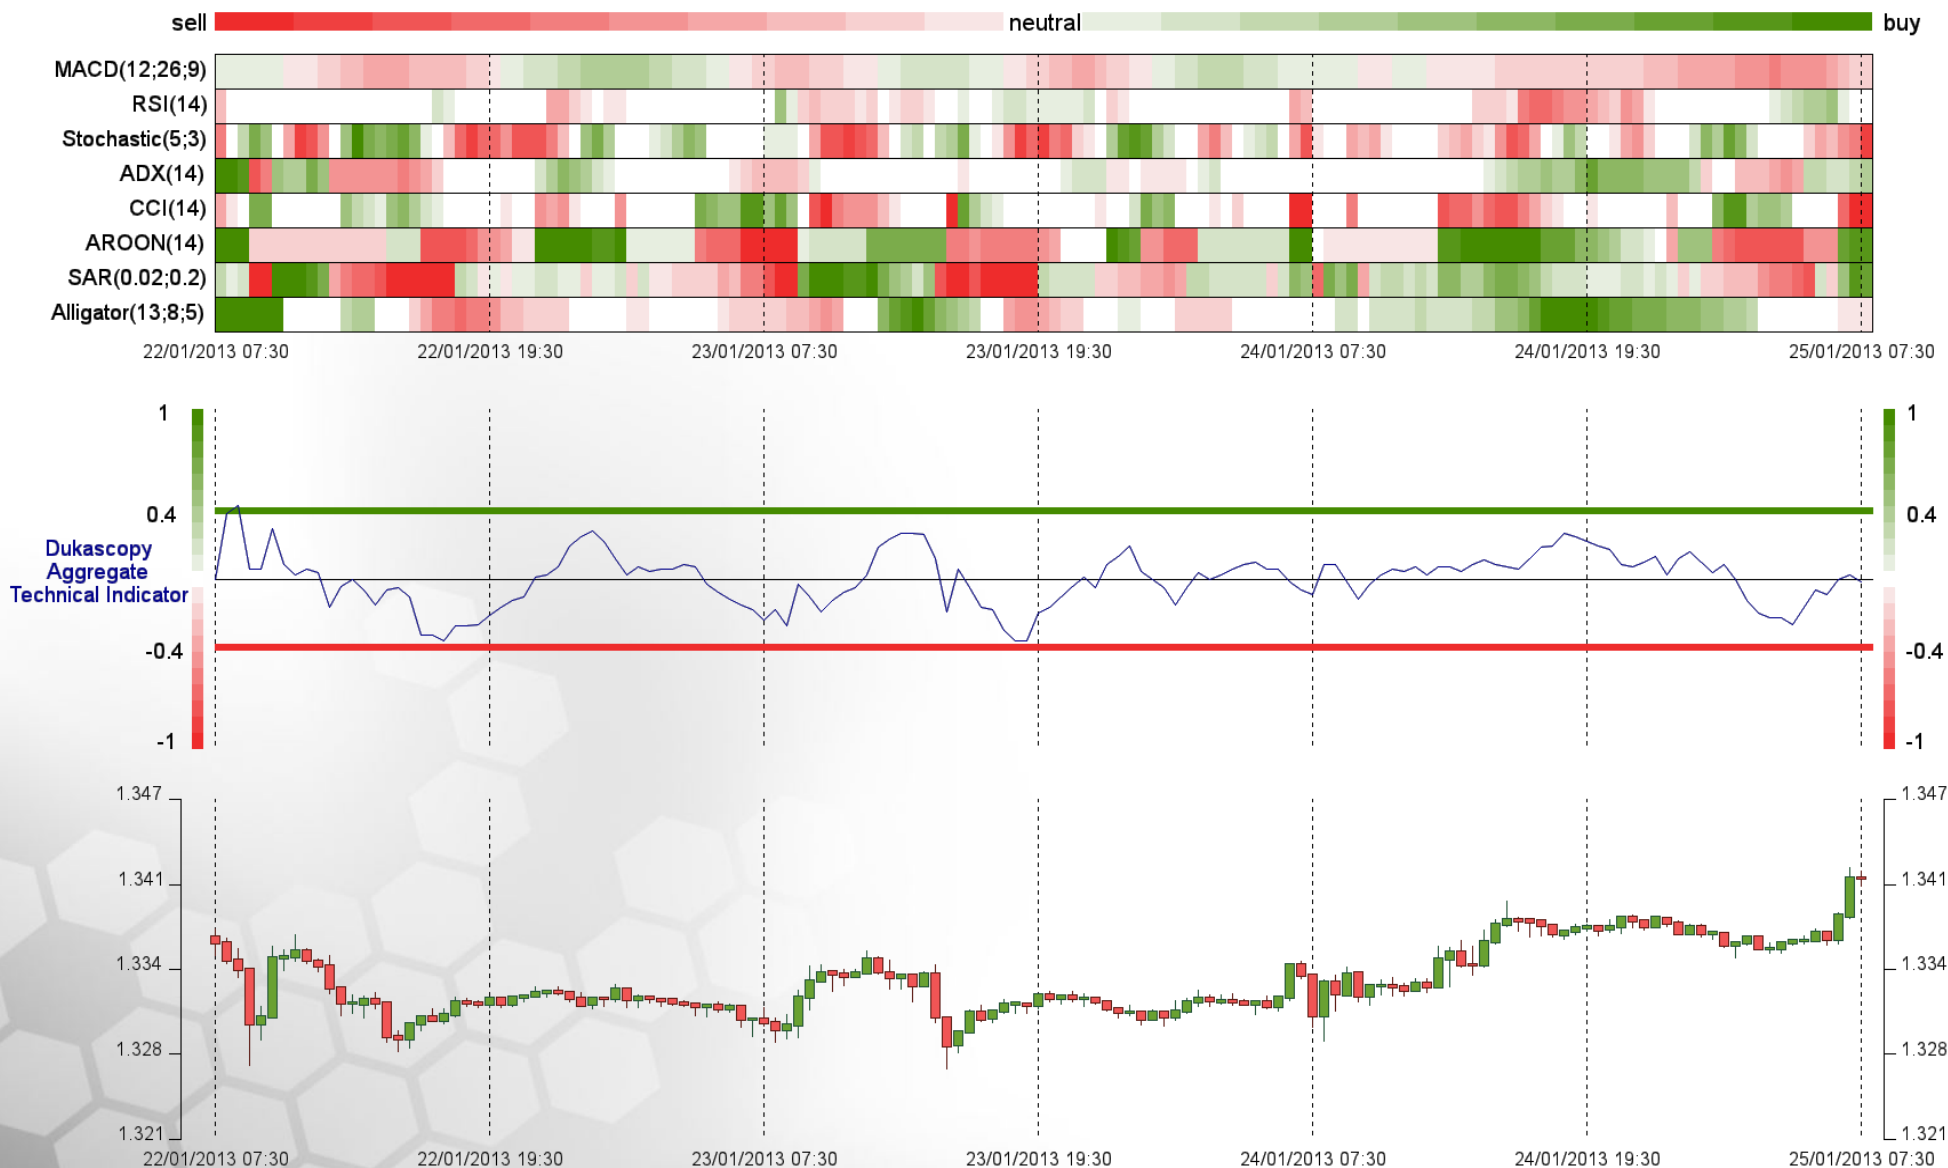 sell neutral buy
MACD(12;26;9)
RSI(14)
Stochastic(5;3)
ADX(14)
CCI(14)
AROON(14)
SAR(0.02;0.2)
Alligator(13;8;5)
22/01/2013 07:30 22/01/2013 19:30 23/01/2013 07:30 23/01/2013 19:30 24/01/2013 07:30 24/01/2013 19:30 25/01/2013 07:30
1 1
0.4 0.4
Dukascopy
Aggregate
Technical Indicator
-0.4 -0.4
-1 -1
1.347 1.347
1.341 1.341
1.334 1.334
1.328 1.328
1.321 1.321
22/01/2013 07:30 22/01/2013 19:30 23/01/2013 07:30 23/01/2013 19:30 24/01/2013 07:30 24/01/2013 19:30 25/01/2013 07:30